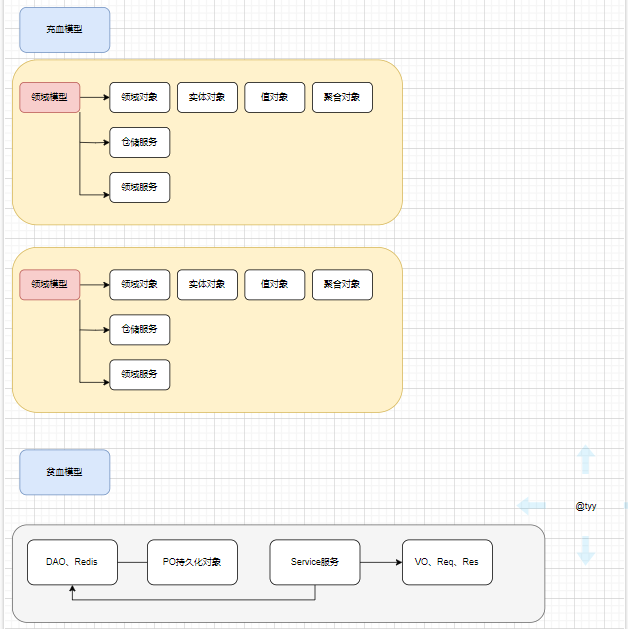 充血模型
领域模型
领域对象
实体对象
值对象
聚合对象
仓储服务
领域服务
领域模型
领域对象
实体对象
值对象
聚合对象
仓储服务
领域服务
贫血模型
@tyy
DAO、Redis
PO持久化对象
Service服务
VO、Req、Res